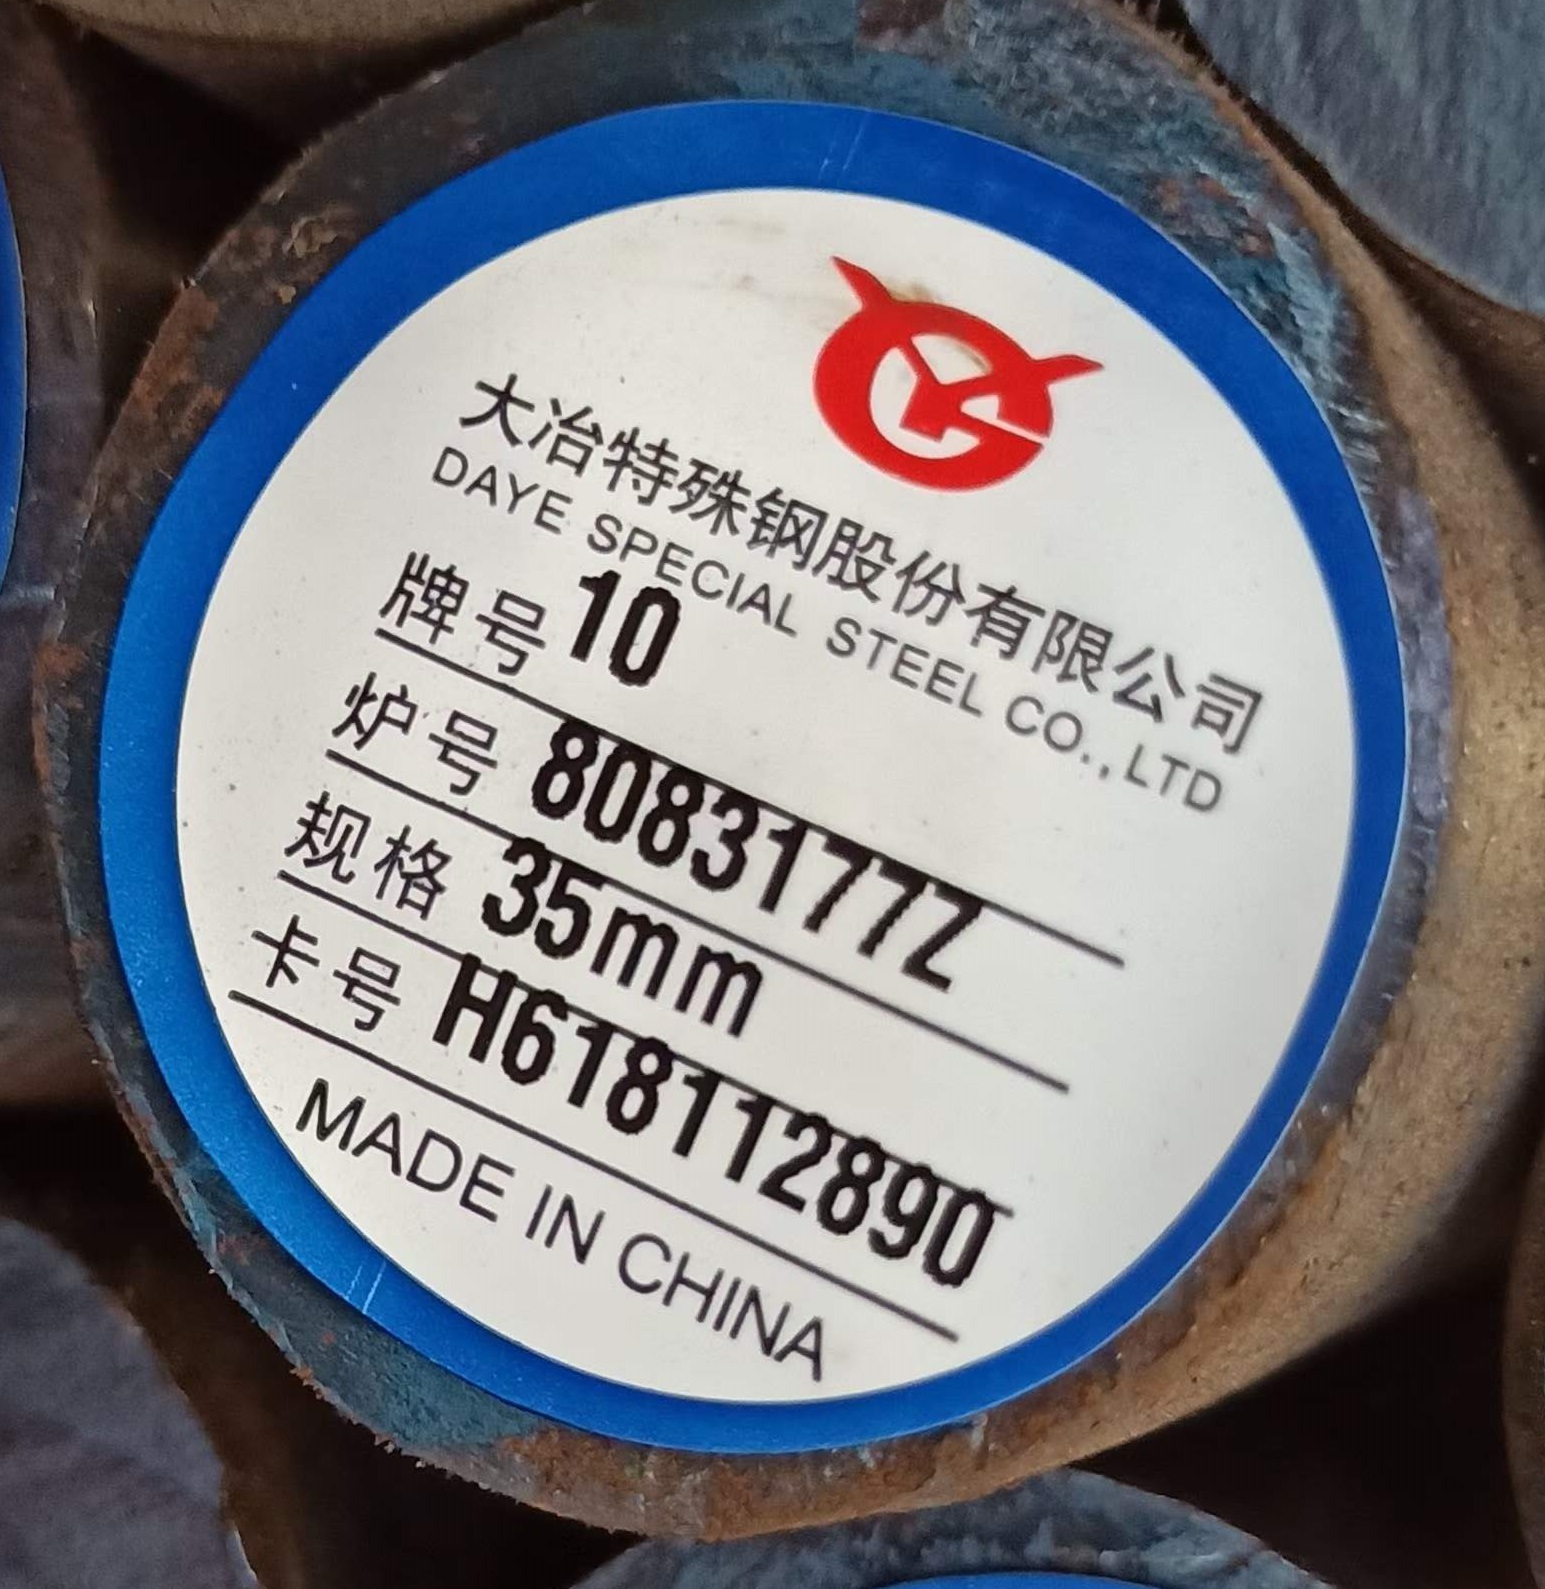 大冶特殊钢股份有限公司
DAYE SPECIAL STEEL CO.,LTD
牌号 10
炉号 8083177Z
规格 35mm
卡号 H618112890
MADE IN CHINA